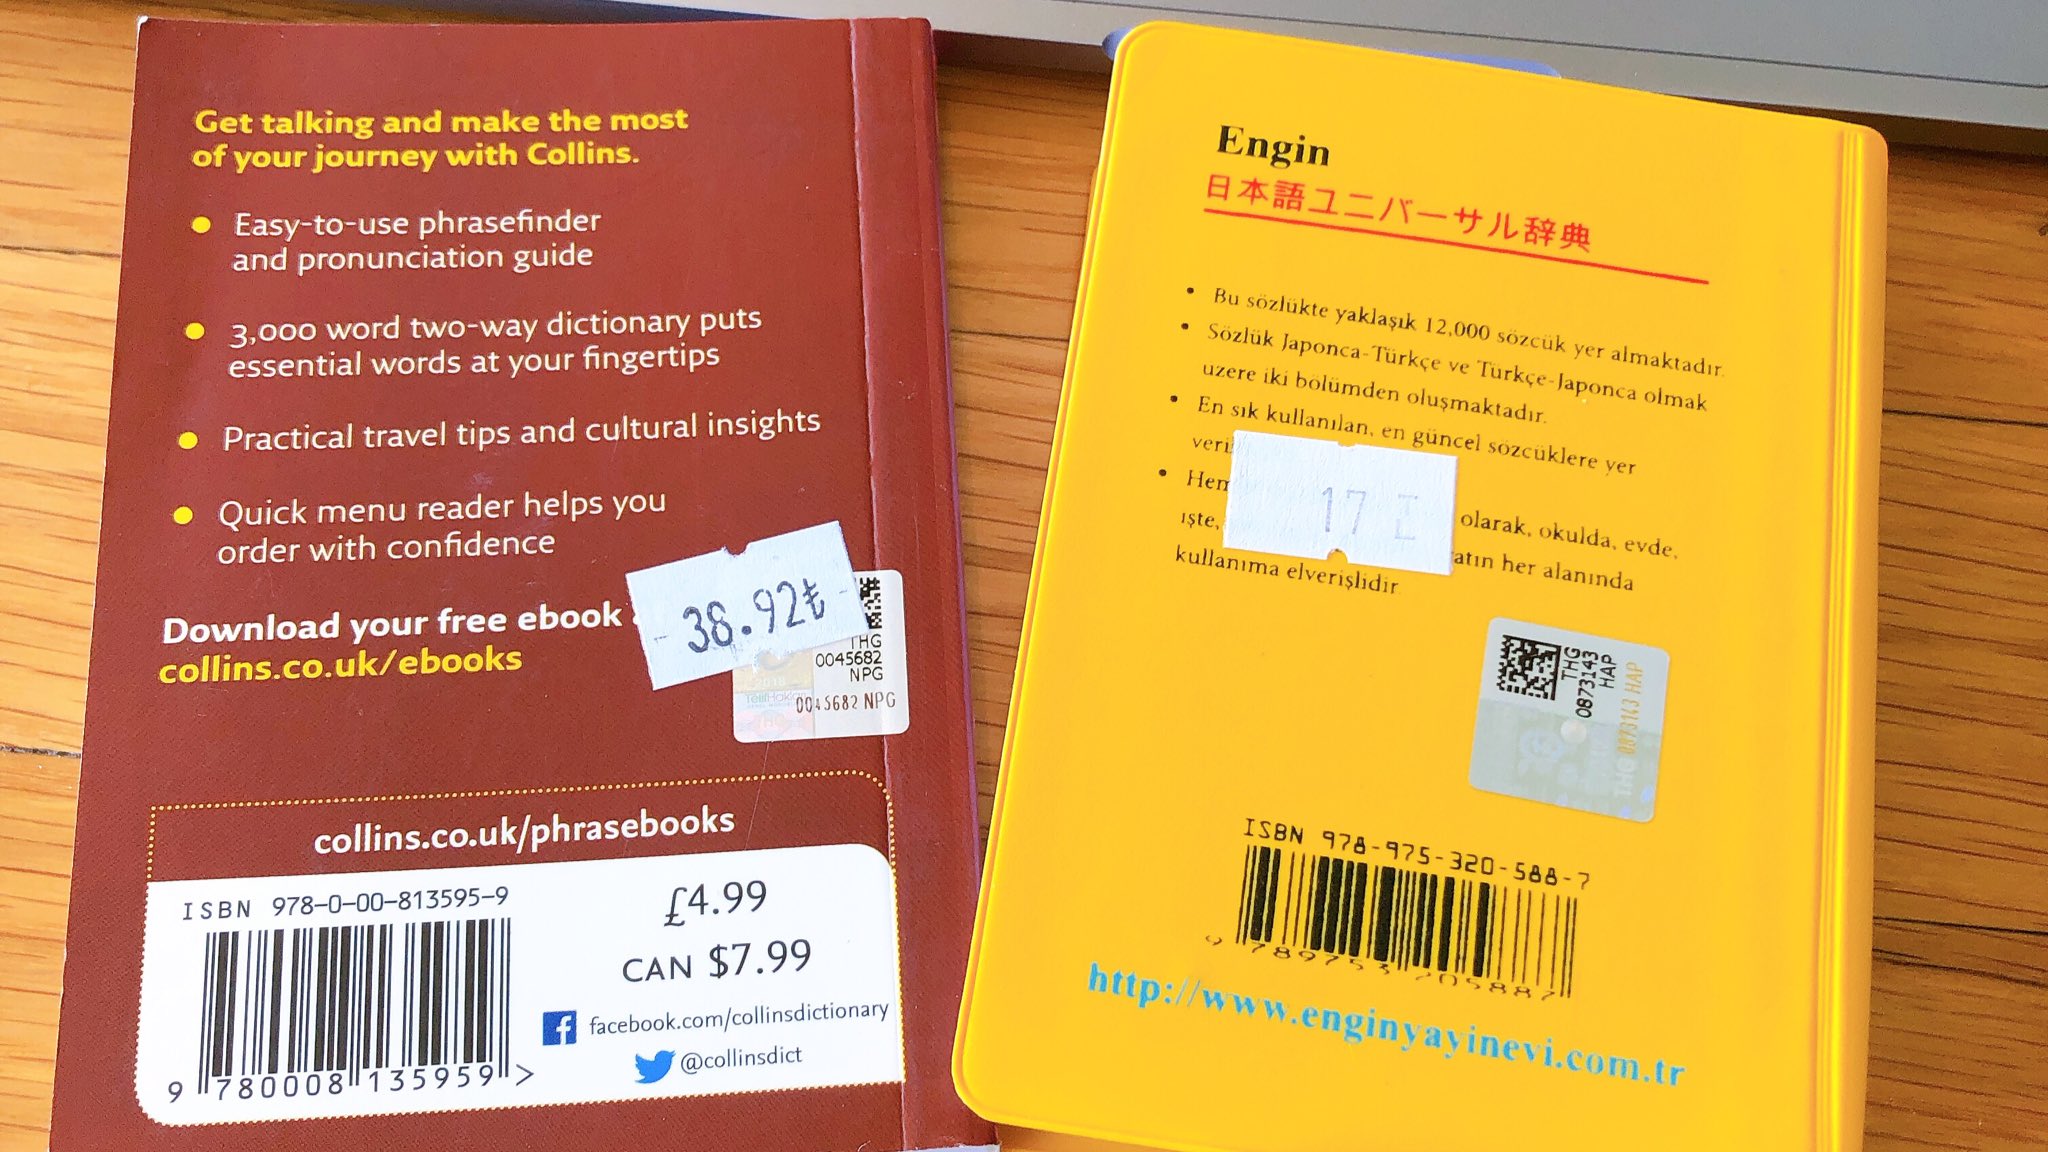 Get talking and make the most
of your journey with Collins.
Easy-to-use phrasefinder
and pronunciation guide
3,000 word two-way dictionary puts
essential words at your fingertips
Practical travel tips and cultural insights
Quick menu reader helps you
order with confidence
Download your free ebook
collins.co.uk/ebooks
38.92₺
THG
0045682
NPG
2018
0045682 NPG
collins.co.uk/phrasebooks
ISBN 978-0-00-813595-9
£4.99
CAN $7.99
facebook.com/collinsdictionary
@collinsdict
9 780008 135959 >
Engin
日本語ユニバーサル辞典
• Bu sözlükte yaklaşık 12,000 sözcük yer almaktadır.
• Sözlük Japonca-Türkçe ve Türkçe-Japonca olmak
uzere iki bölümden oluşmaktadır.
• En sık kullanılan, en güncel sözcüklere yer
• olarak, okulda, evde,
işte, her alanında
kullanıma elverişlidir
17
THG
0873143
HAP
THG 0873143 HAP
ISBN 978-975-320-588-7
9 789753 205887
http://www.enginyayinevi.com.tr